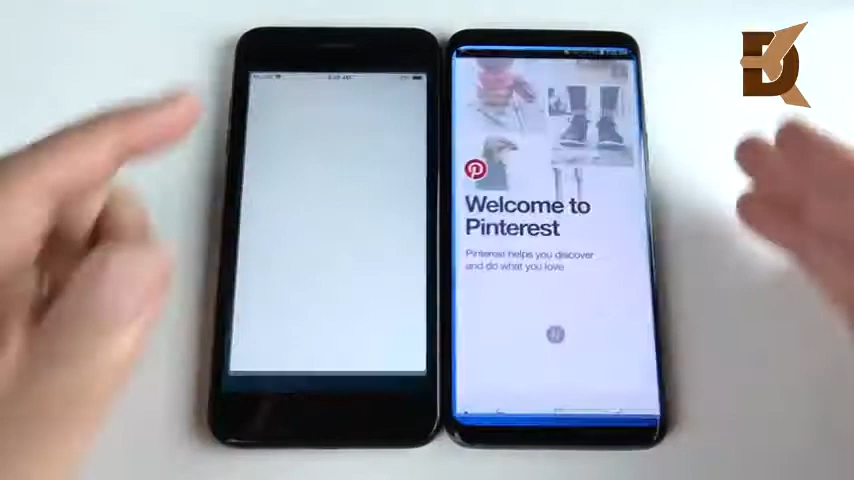 Welcome to
Pinterest
Pinterest helps you discover
and do what you love